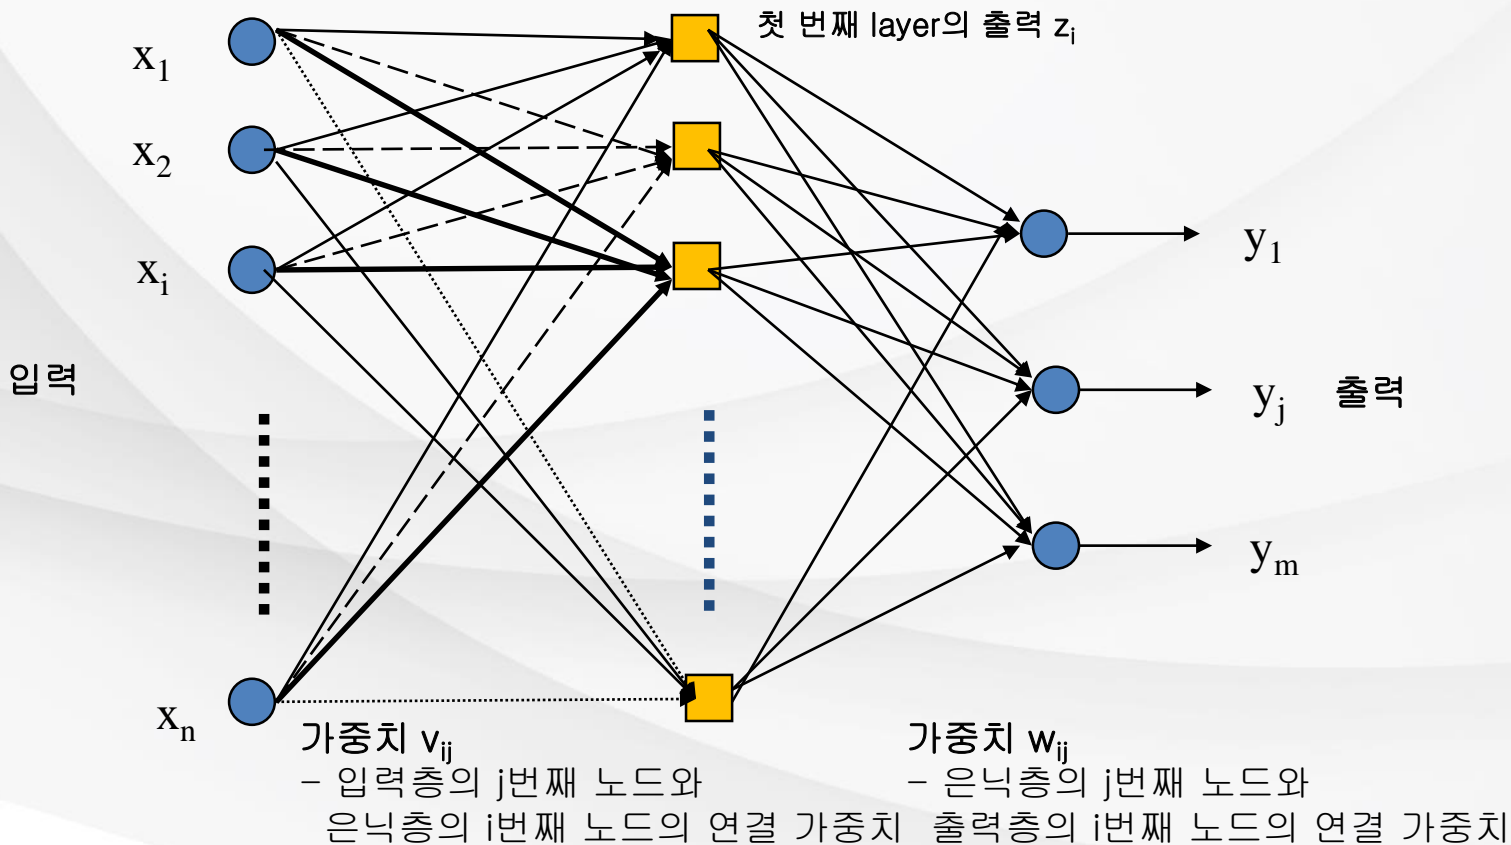 첫 번째 layer의 출력 zi
x1
x2
xi
입력
xn
y1
yj
출력
ym
가중치 vij
– 입력층의 j번째 노드와
은닉층의 i번째 노드의 연결 가중치
가중치 wij
– 은닉층의 j번째 노드와
출력층의 i번째 노드의 연결 가중치